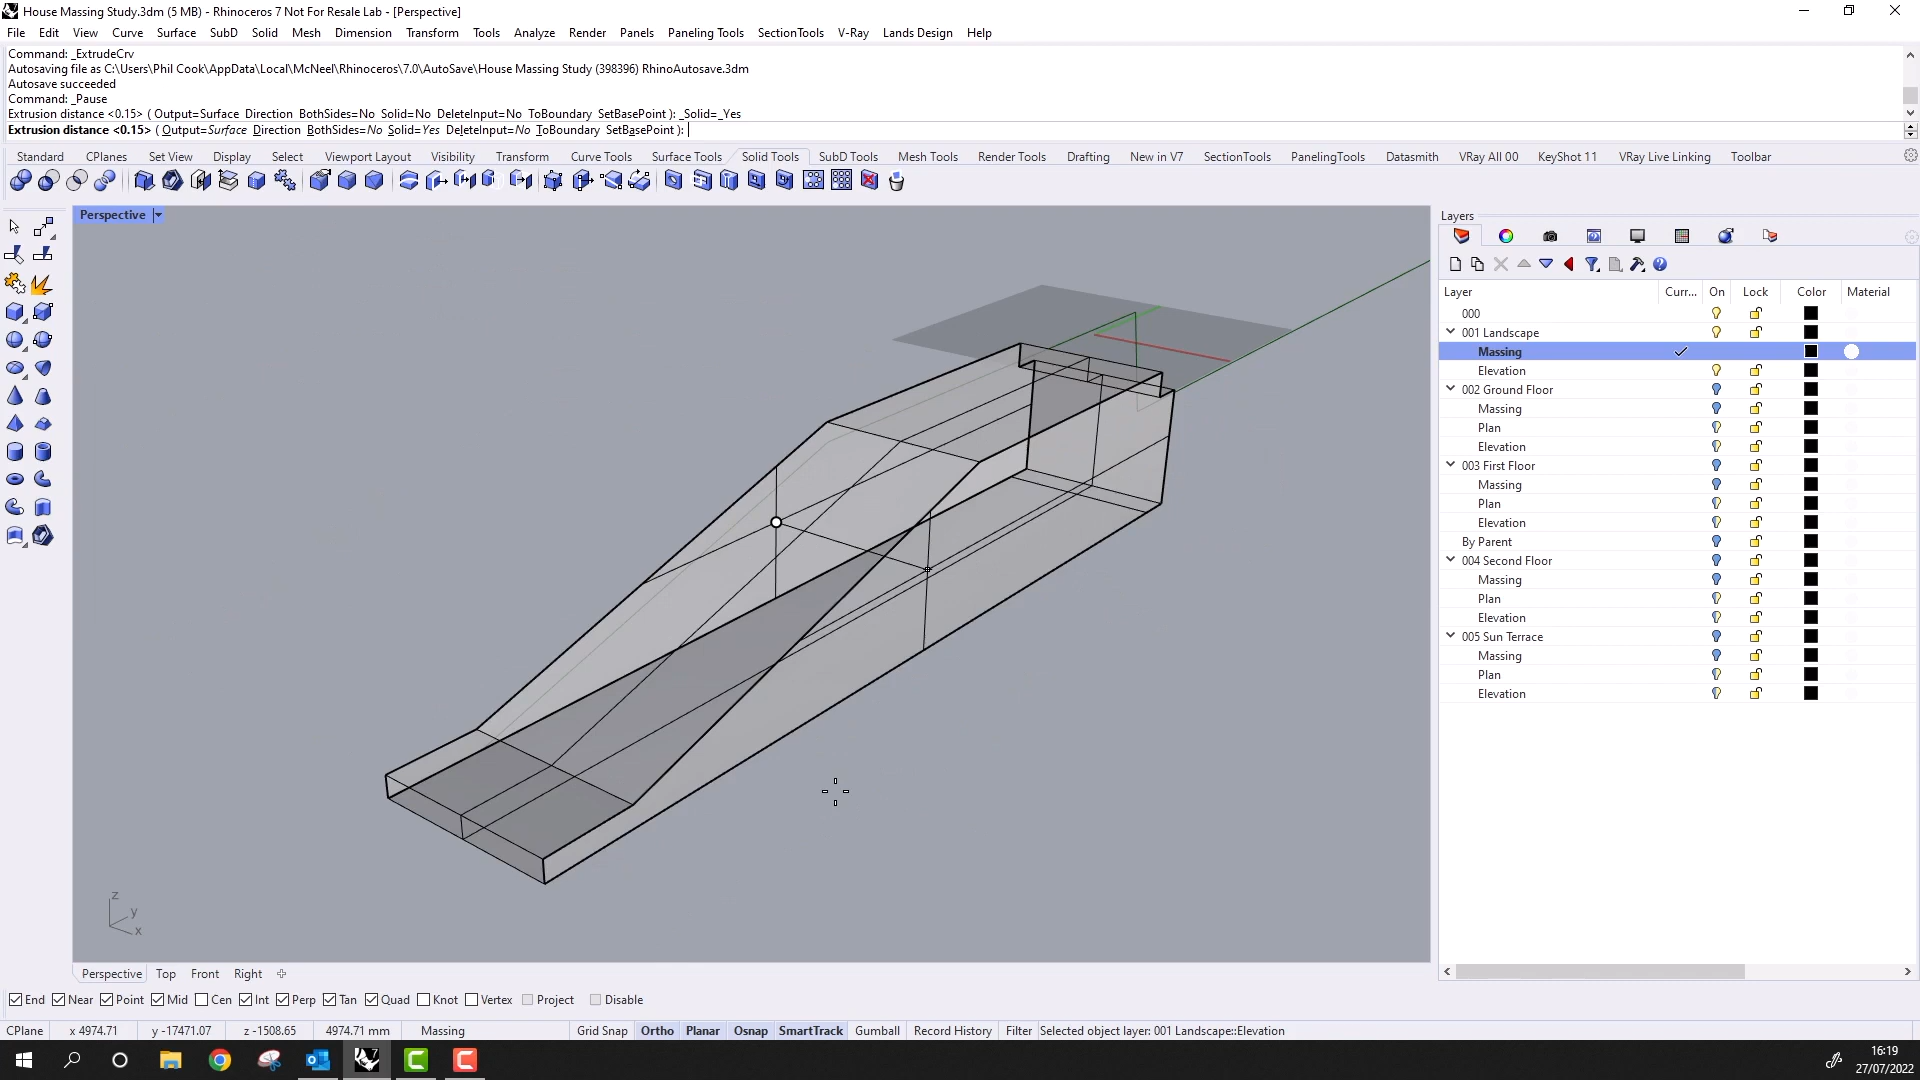 House Massing Study.3dm (5 MB) - Rhinoceros 7 Not For Resale Lab - [Perspective]
File Edit View Curve Surface SubD Solid Mesh Dimension Transform Tools Analyze Render Panels Paneling Tools SectionTools V-Ray Lands Design Help
Command: _ExtrudeCrv
Autosaving file as C:\Users\Phil Cook\AppData\Local\McNeel\Rhinoceros\7.0\AutoSave\House Massing Study (398396) RhinoAutosave.3dm
Autosave succeeded
Command: _Pause
Extrusion distance <0.15> ( Output=Surface Direction BothSides=No Solid=No DeleteInput=No ToBoundary SetBasePoint ): _Solid=_Yes
Extrusion distance <0.15> ( Output=Surface Direction BothSides=No Solid=Yes DeleteInput=No ToBoundary SetBasePoint ):
Standard CPlanes Set View Display Select Viewport Layout Visibility Transform Curve Tools Surface Tools Solid Tools SubD Tools Mesh Tools Render Tools Drafting New in V7 SectionTools PanelingTools Datasmith VRay All 00 KeyShot 11 VRay Live Linking Toolbar
Perspective
Layers
Layer Curr... On Lock Color Material
000
001 Landscape
Massing
Elevation
002 Ground Floor
Massing
Plan
Elevation
003 First Floor
Massing
Plan
Elevation
By Parent
004 Second Floor
Massing
Plan
Elevation
005 Sun Terrace
Massing
Plan
Elevation
z
y
x
Perspective Top Front Right
End Near Point Mid Cen Int Perp Tan Quad Knot Vertex Project Disable
CPlane x 4974.71 y -17471.07 z -1508.65 4974.71 mm Massing Grid Snap Ortho Planar Osnap SmartTrack Gumball Record History Filter Selected object layer: 001 Landscape::Elevation
16:19
27/07/2022